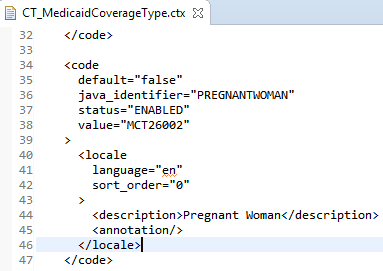 CT_MedicaidCoverageType.ctx
32 </code>
33
34 <code
35 default="false"
36 java_identifier="PREGNANTWOMAN"
37 status="ENABLED"
38 value="MCT26002"
39 >
40 <locale
41 language="en"
42 sort_order="0"
43 >
44 <description>Pregnant Woman</description>
45 <annotation/>
46 </locale>
47 </code>